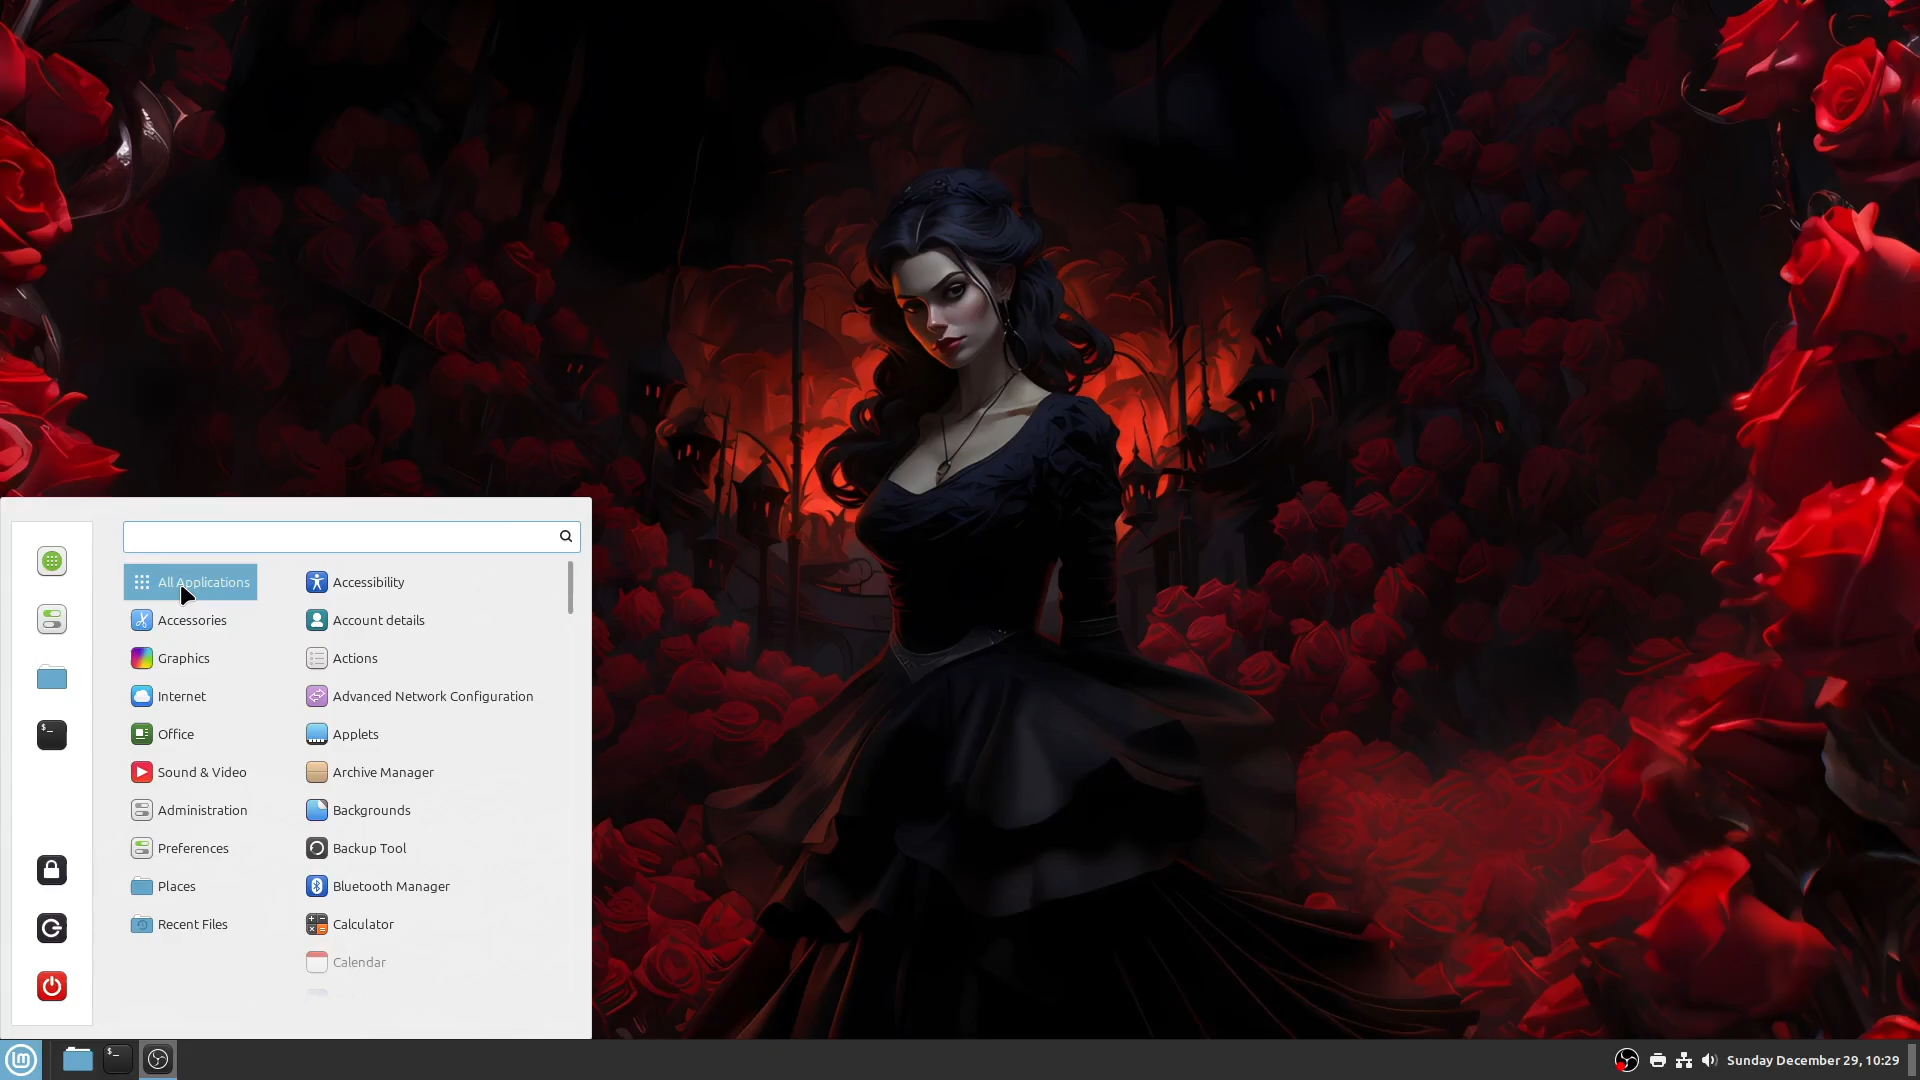 All Applications
Accessories
Graphics
Internet
Office
Sound & Video
Administration
Preferences
Places
Recent Files
Accessibility
Account details
Actions
Advanced Network Configuration
Applets
Archive Manager
Backgrounds
Backup Tool
Bluetooth Manager
Calculator
Calendar
Sunday December 29, 10:29